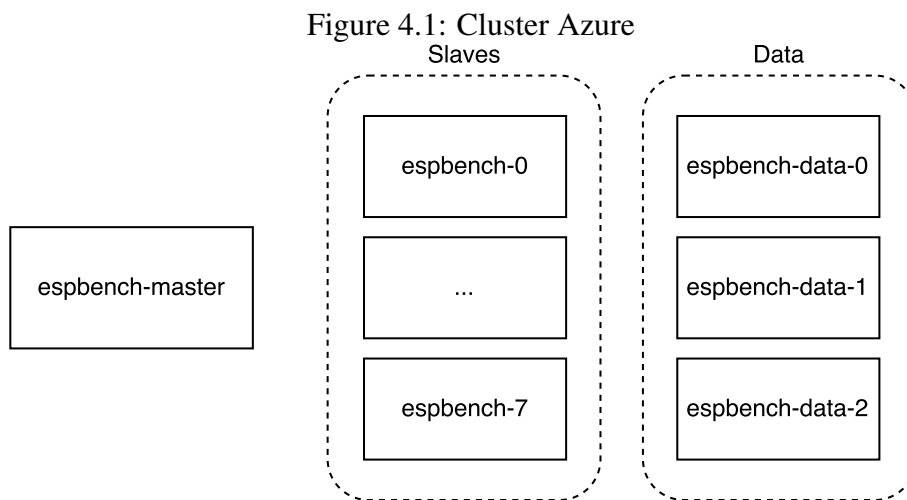 Figure 4.1: Cluster Azure
Slaves
Data
espbench-0
espbench-data-0
espbench-master
...
espbench-data-1
espbench-7
espbench-data-2